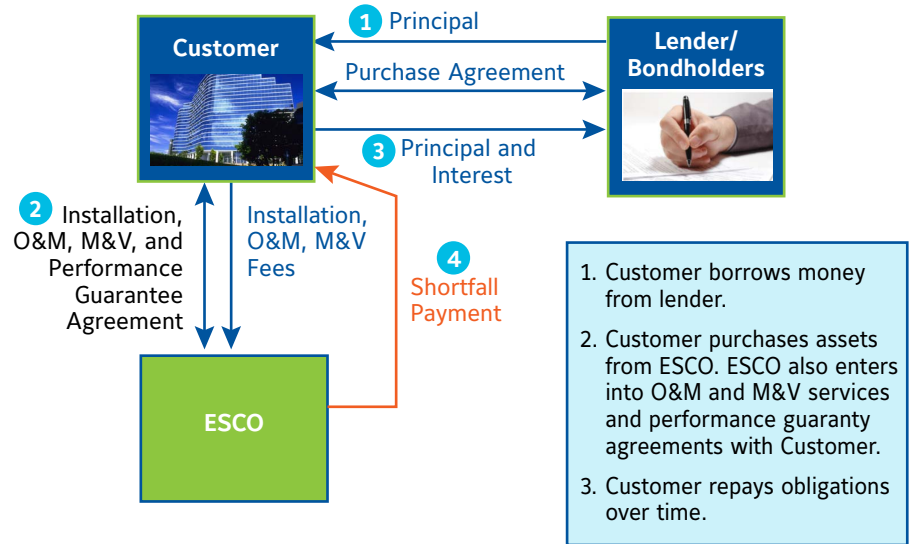 1 Principal
Customer
Lender/
Bondholders
Purchase Agreement
3 Principal and
Interest
2 Installation,
O&M, M&V, and
Performance
Guarantee
Agreement
Installation,
O&M, M&V
Fees
4
Shortfall
Payment
ESCO
1. Customer borrows money
from lender.
2. Customer purchases assets
from ESCO. ESCO also enters
into O&M and M&V services
and performance guaranty
agreements with Customer.
3. Customer repays obligations
over time.